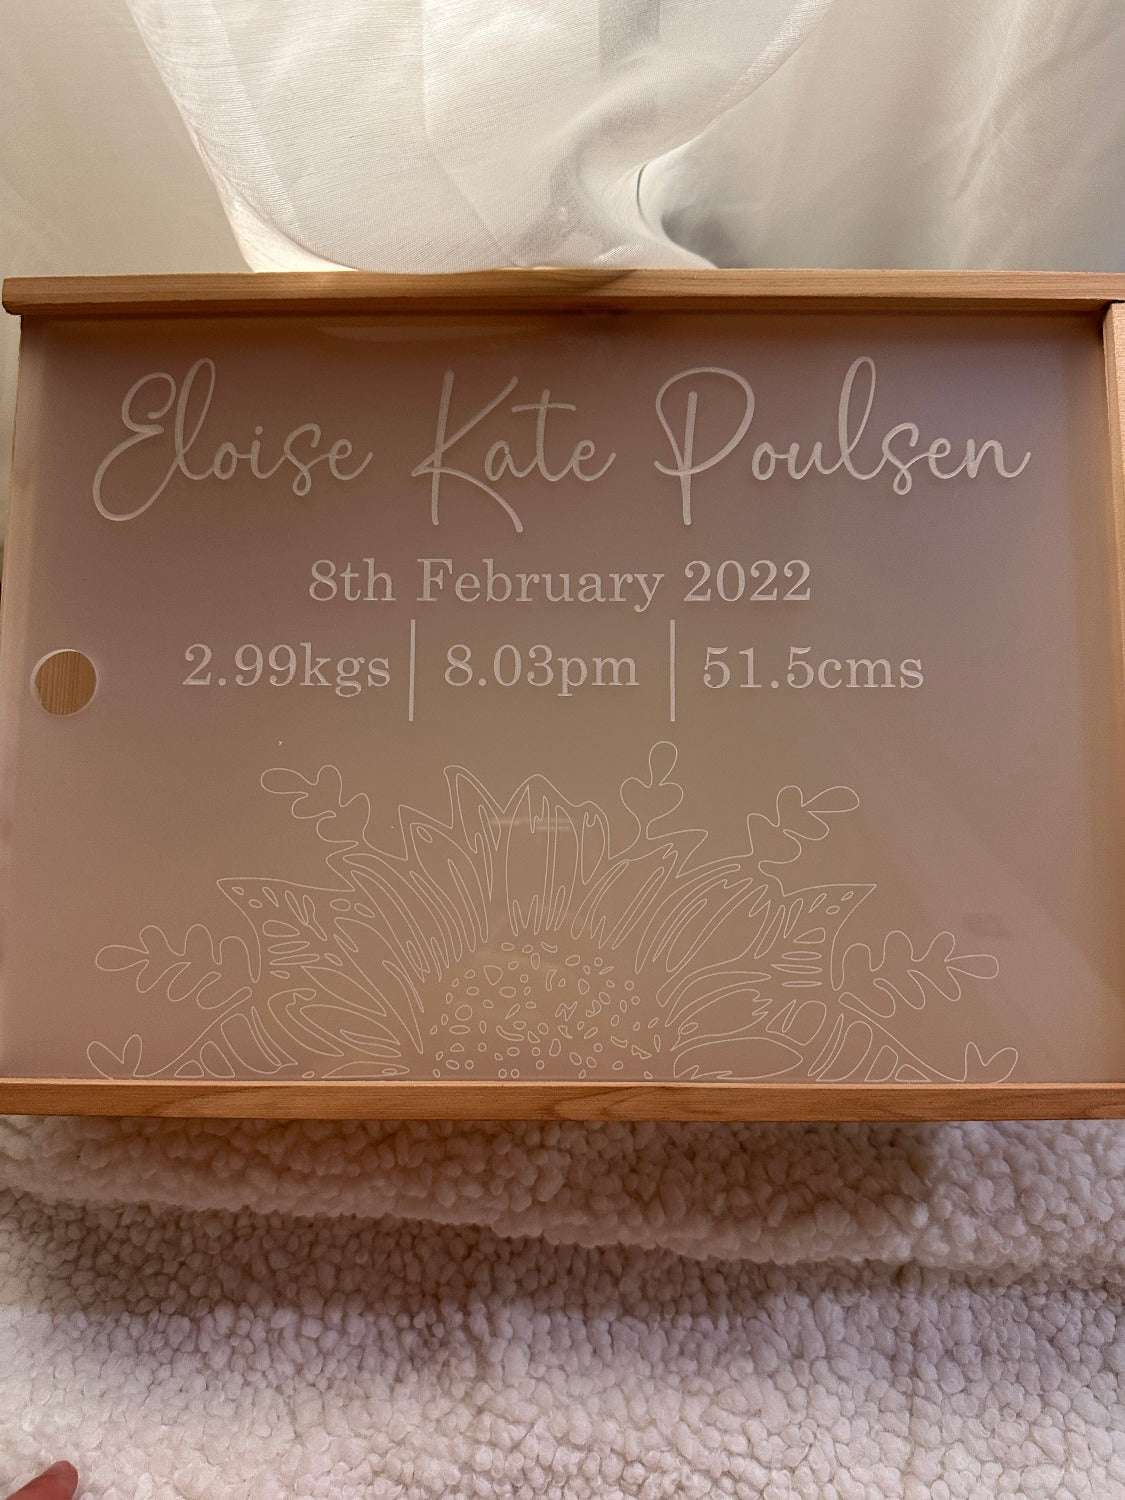 Eloise Kate Poulsen
8th February 2022
2.99kgs | 8.03pm | 51.5cms